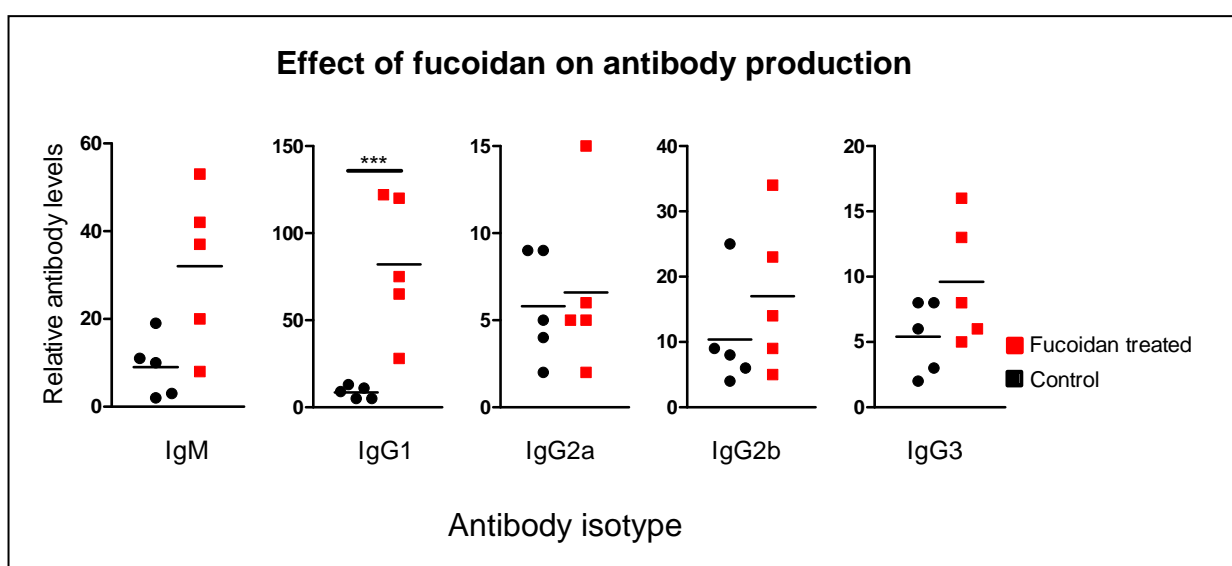 Effect of fucoidan on antibody production
Relative antibody levels
60
40
20
0
IgM
150
100
50
0
***
IgG1
15
10
5
0
IgG2a
40
30
20
10
0
IgG2b
20
15
10
5
0
IgG3
Fucoidan treated
Control
Antibody isotype